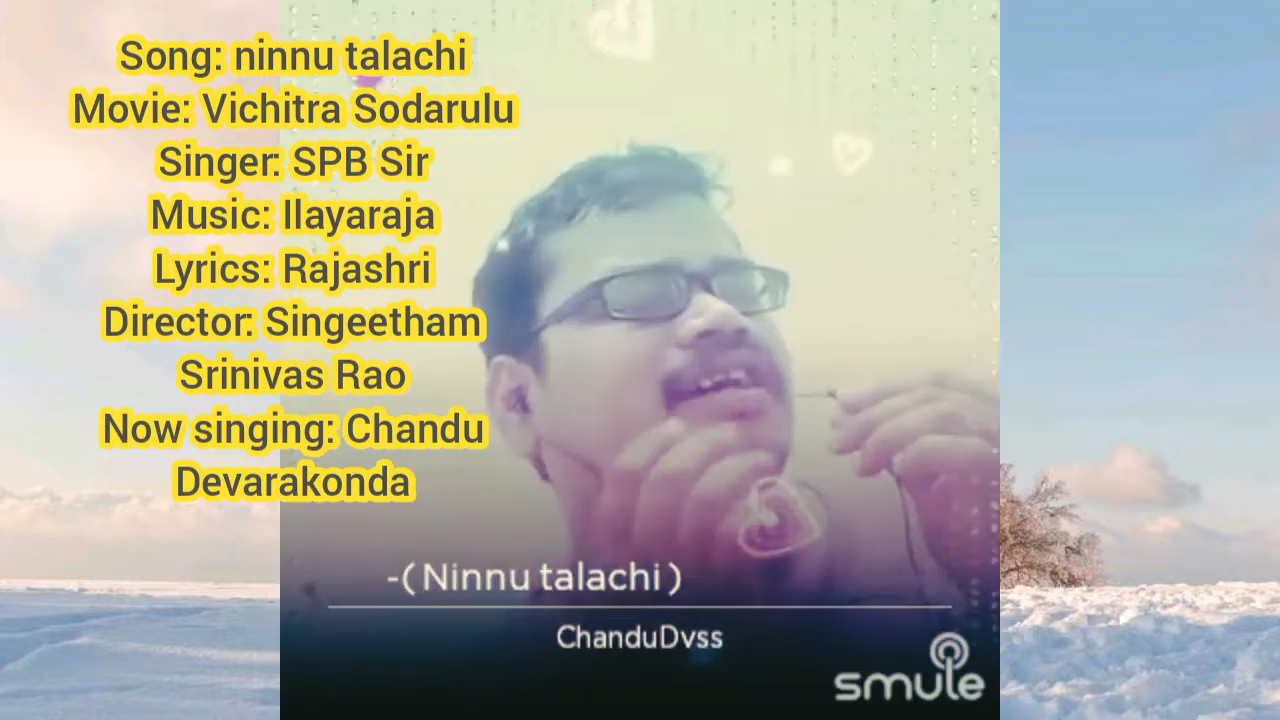 Song: ninnu talachi
Movie: Vichitra Sodarulu
Singer: SPB Sir
Music: Ilayaraja
Lyrics: Rajashri
Director: Singeetham
Srinivas Rao
Now singing: Chandu
Devarakonda
-( Ninnu talachi )
ChanduDvss
smule